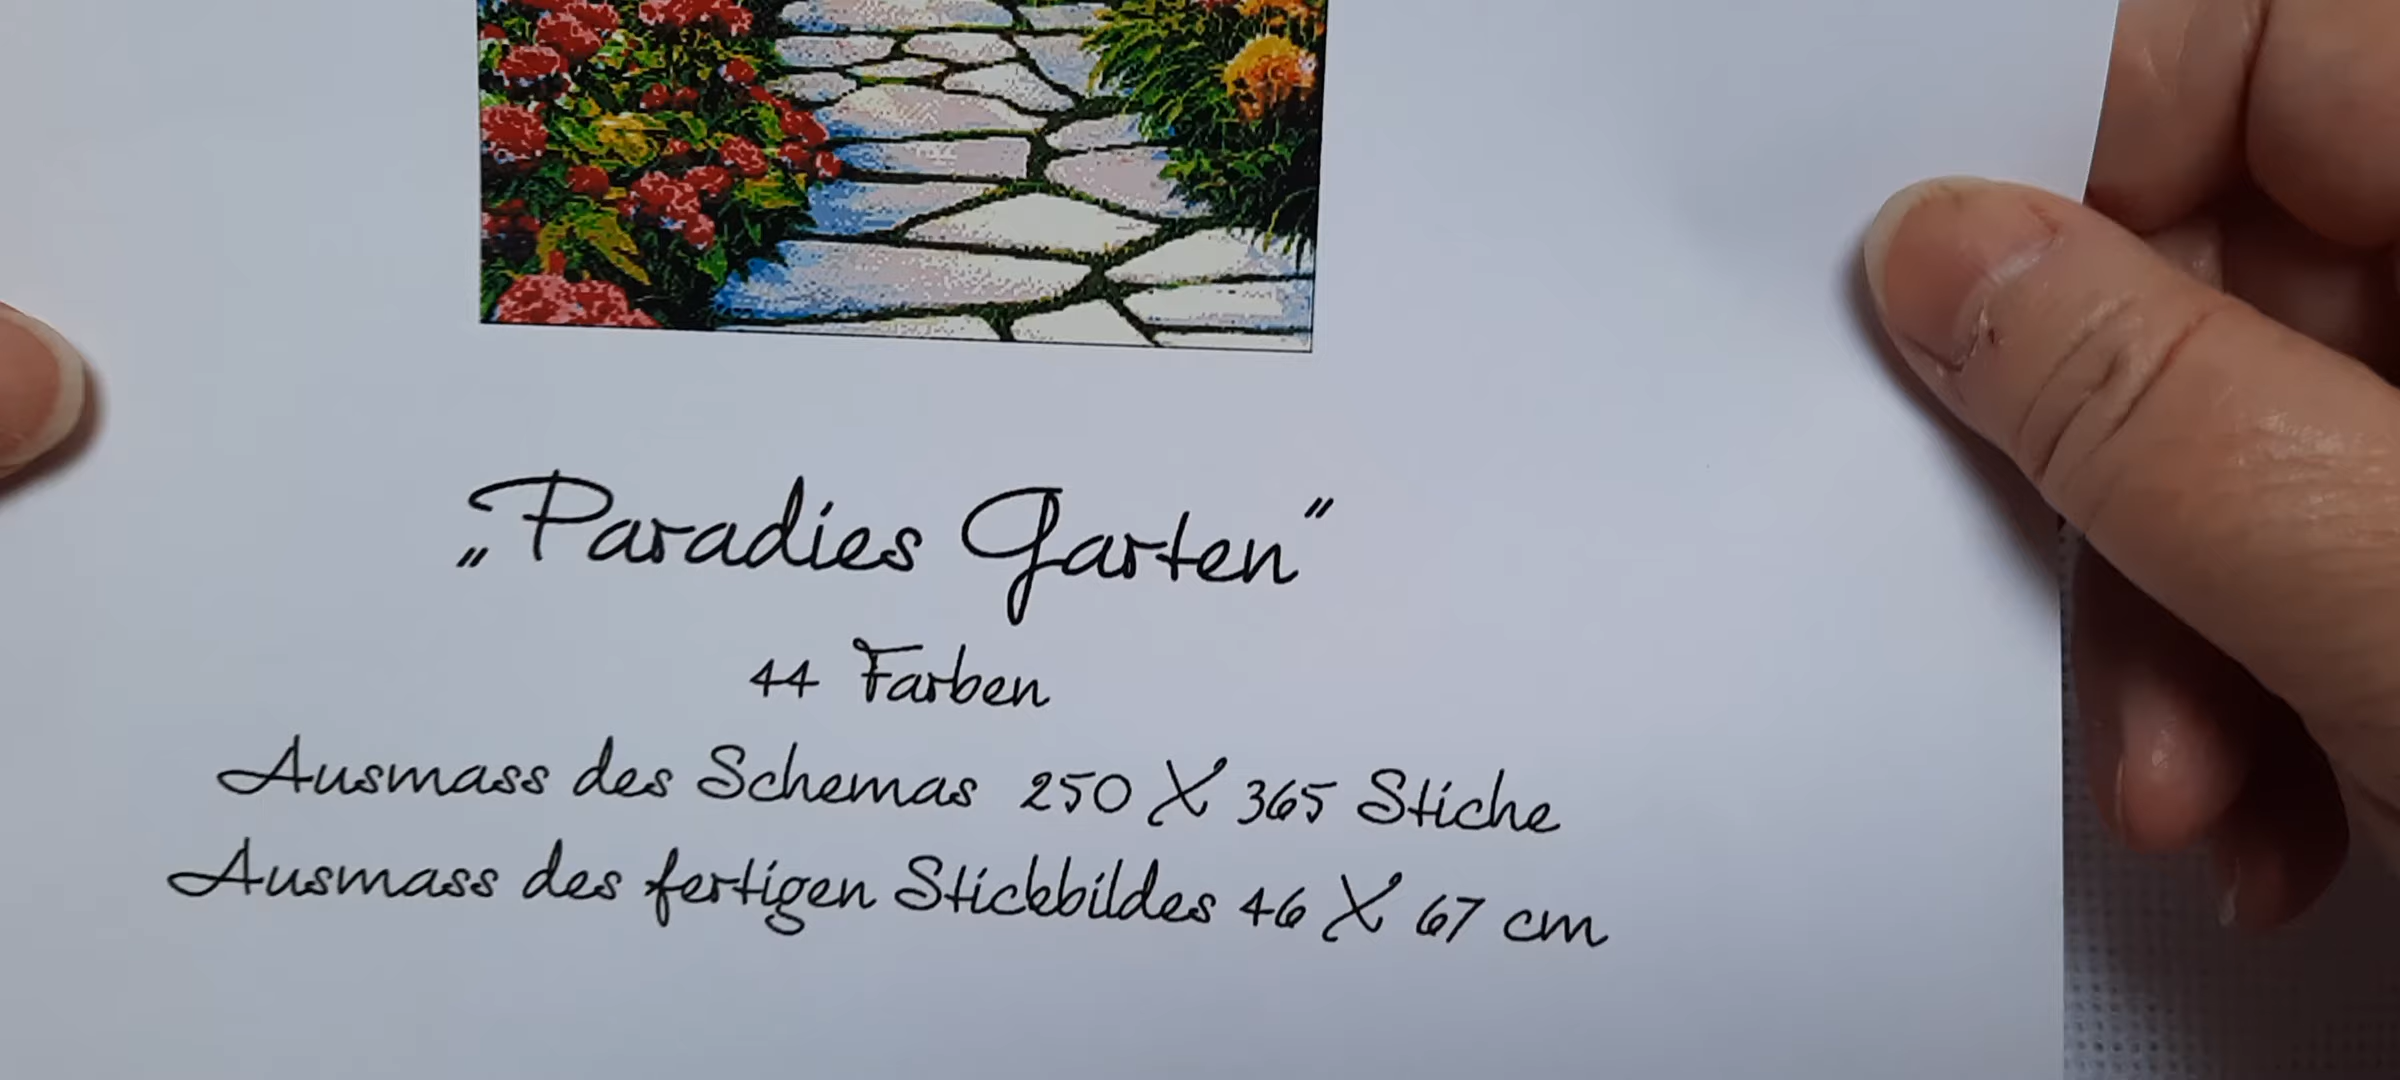 „Paradies Garten"
44 Farben
Ausmass des Schemas 250 X 365 Stiche
Ausmass des fertigen Stickbildes 46 X 67 cm